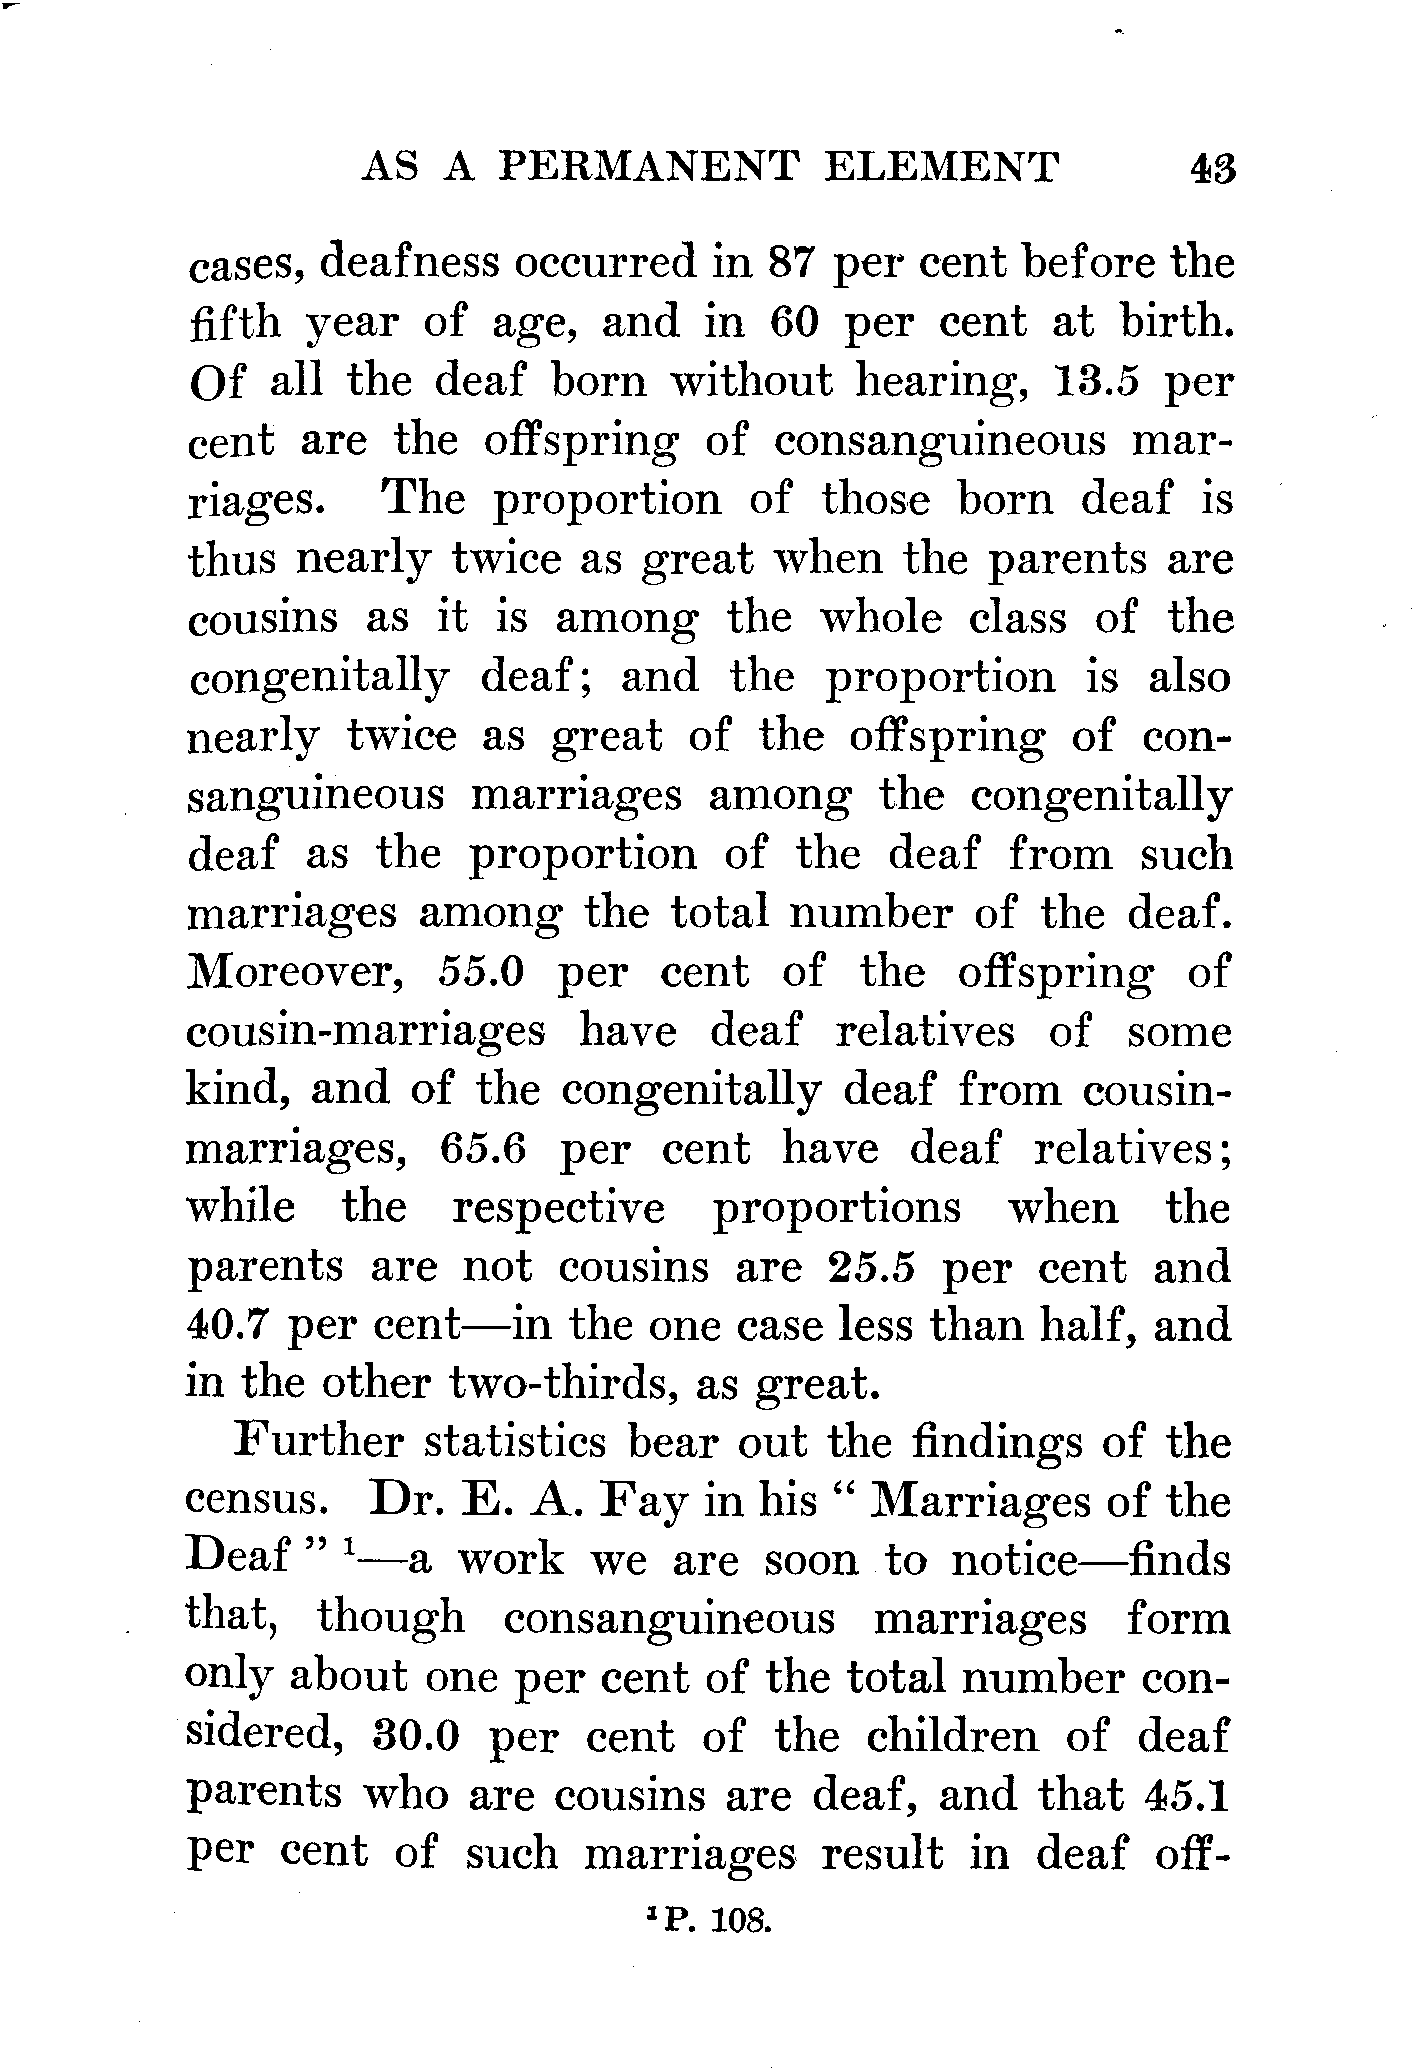 AS A PERMANENT ELEMENT 43
cases, deafness occurred in 87 per cent before the
fifth year of age, and in 60 per cent at birth.
Of all the deaf born without hearing, 13.5 per
cent are the offspring of consanguineous mar-
riages. The proportion of those born deaf is
thus nearly twice as great when the parents are
cousins as it is among the whole class of the
congenitally deaf; and the proportion is also
nearly twice as great of the offspring of con-
sanguineous marriages among the congenitally
deaf as the proportion of the deaf from such
marriages among the total number of the deaf.
Moreover, 55.0 per cent of the offspring of
cousin-marriages have deaf relatives of some
kind, and of the congenitally deaf from cousin-
marriages, 65.6 per cent have deaf relatives;
while the respective proportions when the
parents are not cousins are 25.5 per cent and
40.7 per cent—in the one case less than half, and
in the other two-thirds, as great.
Further statistics bear out the findings of the
census. Dr. E. A. Fay in his “ Marriages of the
Deaf ” ¹—a work we are soon to notice—finds
that, though consanguineous marriages form
only about one per cent of the total number con-
sidered, 30.0 per cent of the children of deaf
parents who are cousins are deaf, and that 45.1
per cent of such marriages result in deaf off-
¹ P. 108.